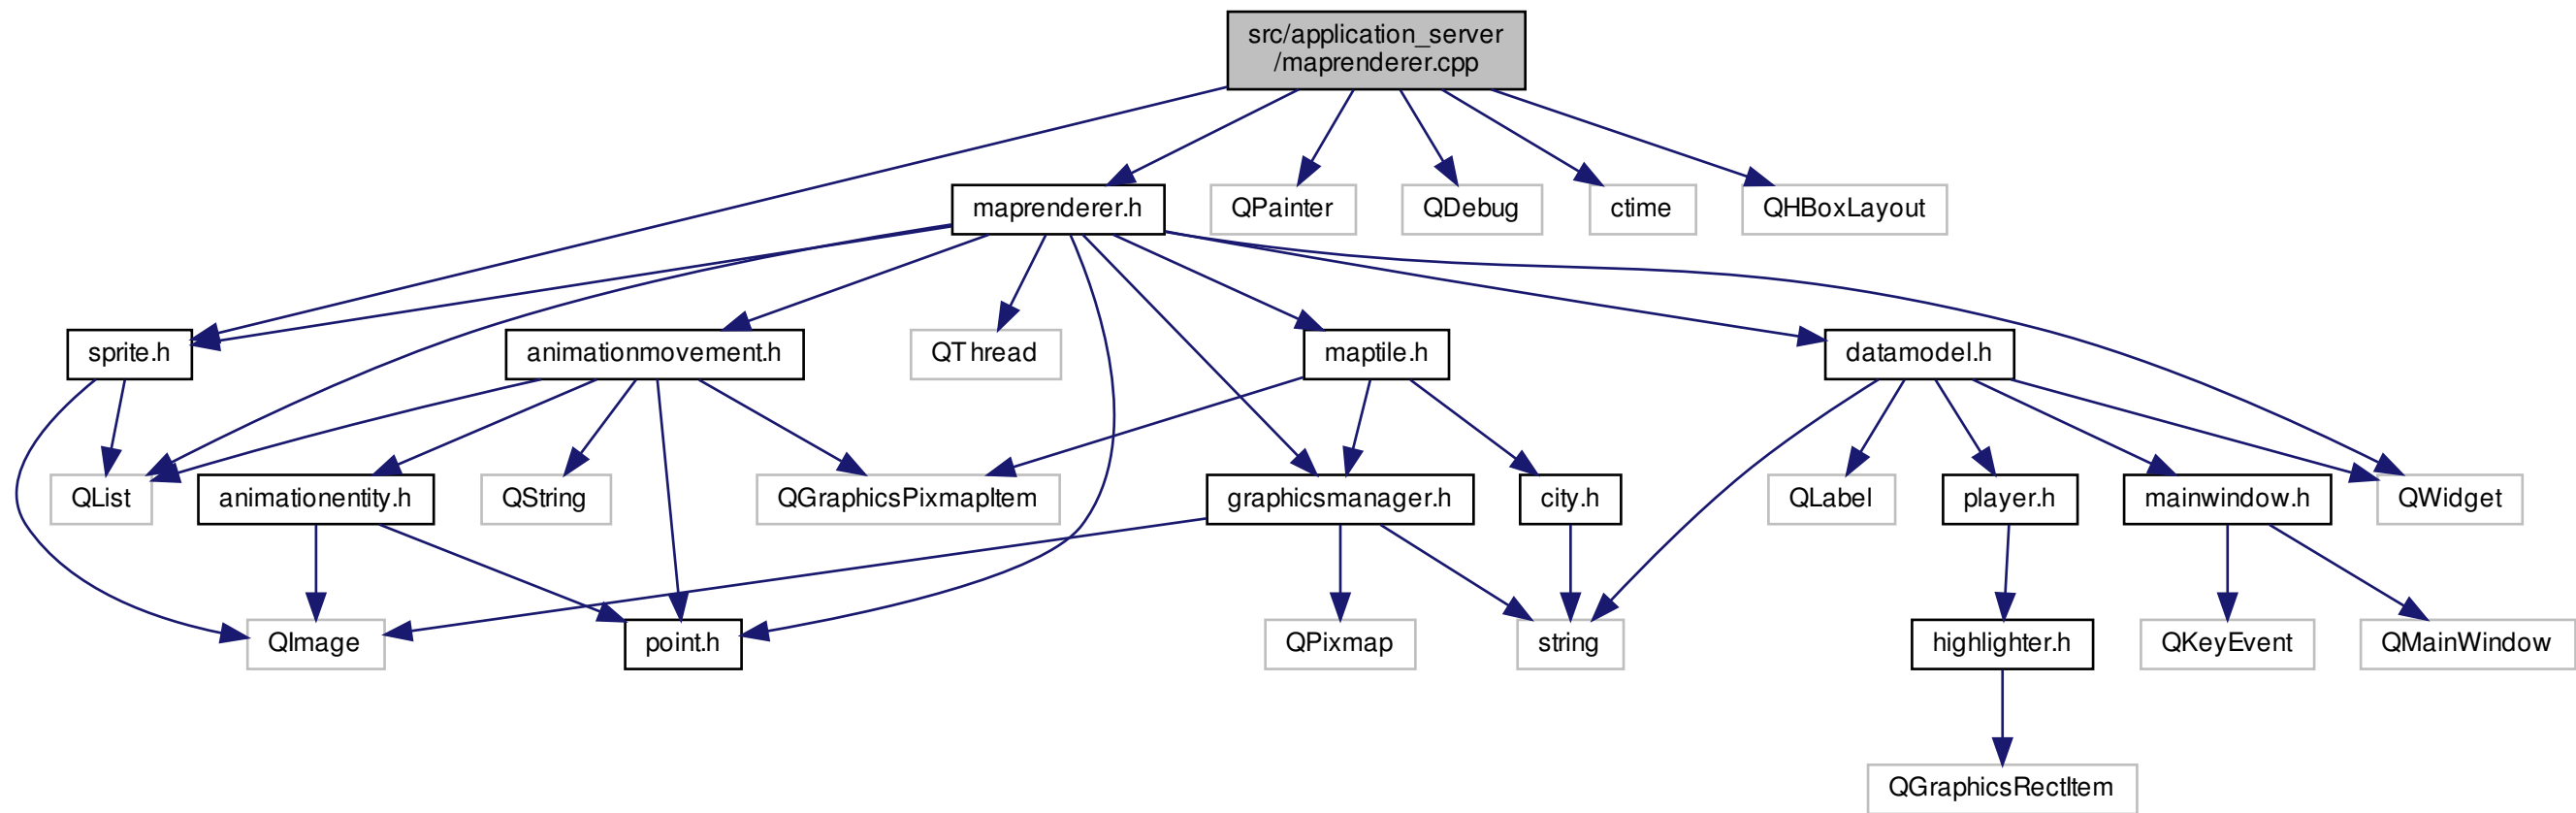 src/application_server
/maprenderer.cpp
maprenderer.h
QPainter
QDebug
ctime
QHBoxLayout
sprite.h
animationmovement.h
QThread
maptile.h
datamodel.h
QList
animationentity.h
QString
QGraphicsPixmapItem
graphicsmanager.h
city.h
QLabel
player.h
mainwindow.h
QWidget
QImage
point.h
QPixmap
string
highlighter.h
QKeyEvent
QMainWindow
QGraphicsRectItem